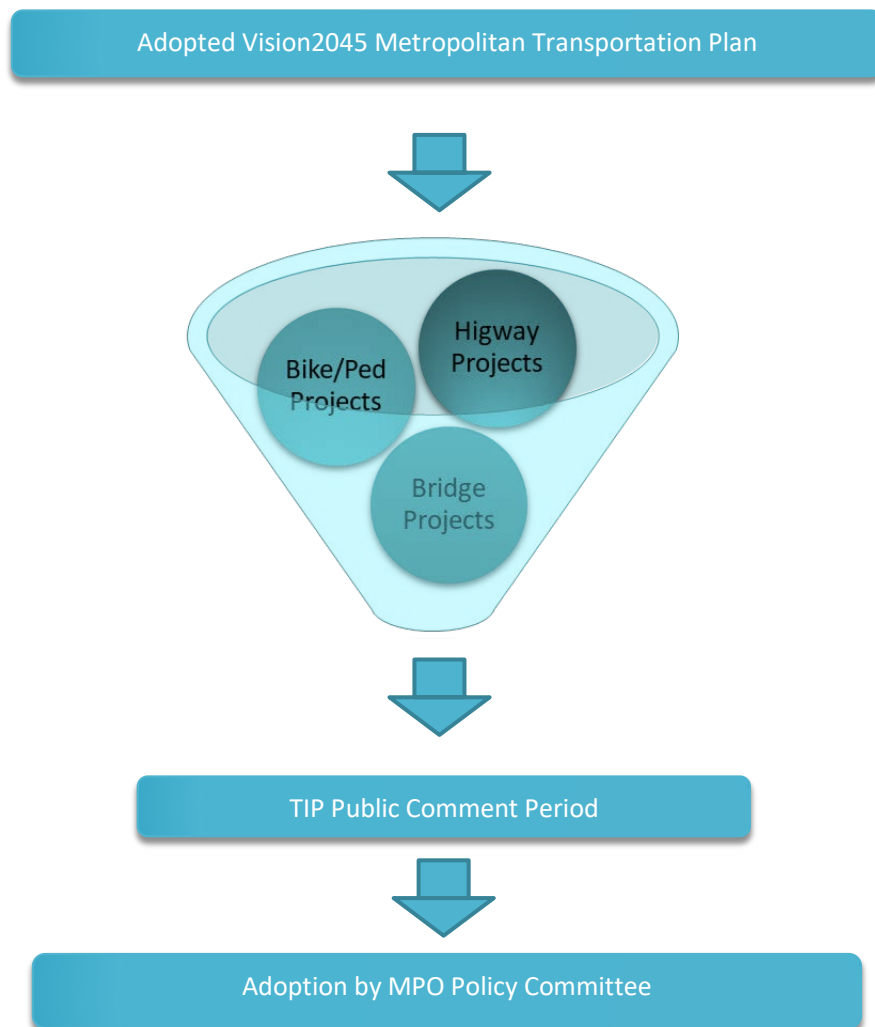 Adopted Vision2045 Metropolitan Transportation Plan
Higway
Projects
Bike/Ped
Projects
Bridge
Projects
TIP Public Comment Period
Adoption by MPO Policy Committee